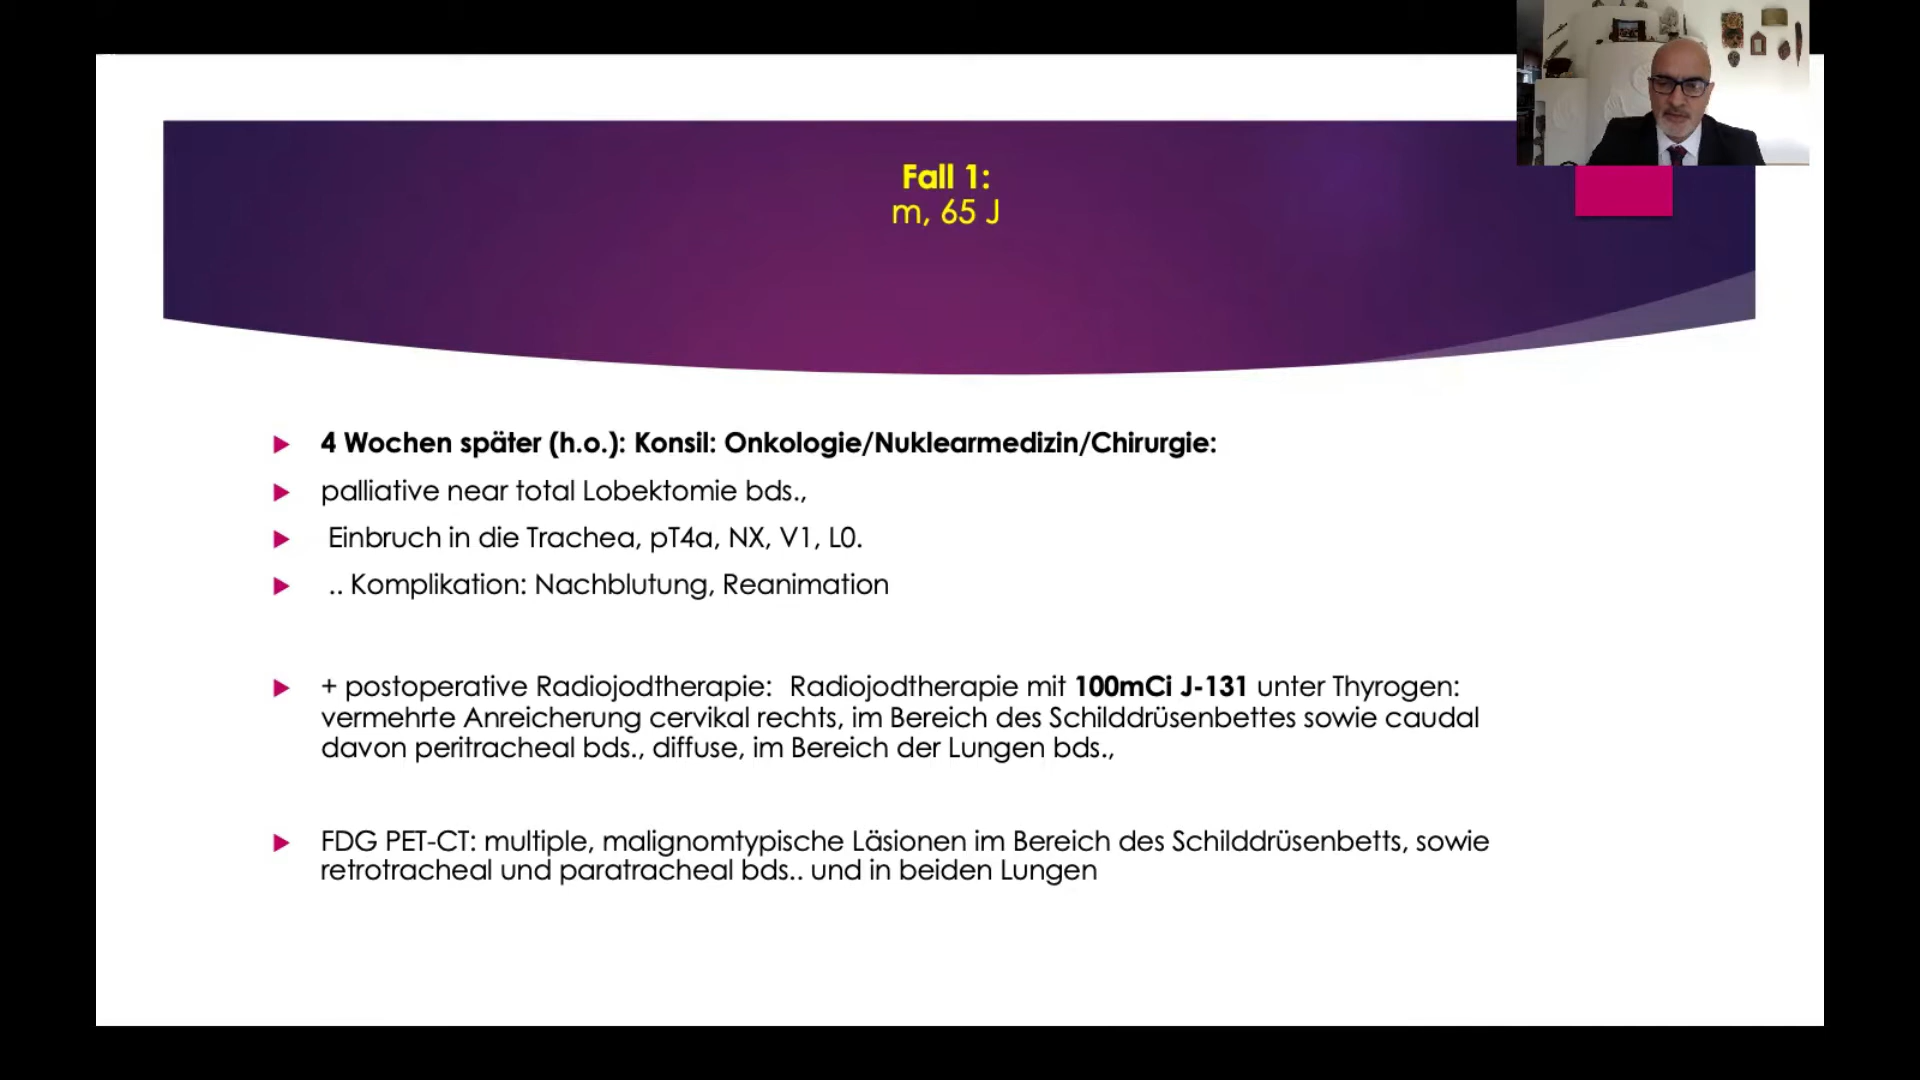 Fall 1:
m, 65 J
4 Wochen später (h.o.): Konsil: Onkologie/Nuklearmedizin/Chirurgie:
palliative near total Lobektomie bds.,
Einbruch in die Trachea, pT4a, NX, V1, L0.
.. Komplikation: Nachblutung, Reanimation
+ postoperative Radiojodtherapie: Radiojodtherapie mit 100mCi J-131 unter Thyrogen:
vermehrte Anreicherung cervikal rechts, im Bereich des Schilddrüsenbettes sowie caudal
davon peritracheal bds., diffuse, im Bereich der Lungen bds.,
FDG PET-CT: multiple, malignomtypische Läsionen im Bereich des Schilddrüsenbetts, sowie
retrotracheal und paratracheal bds.. und in beiden Lungen